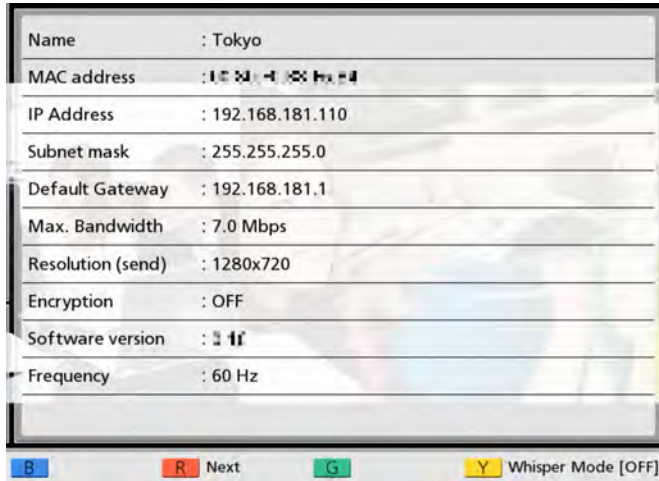 Name : Tokyo
MAC address :
IP Address : 192.168.181.110
Subnet mask : 255.255.255.0
Default Gateway : 192.168.181.1
Max. Bandwidth : 7.0 Mbps
Resolution (send) : 1280x720
Encryption : OFF
Software version :
Frequency : 60 Hz
B R Next G Y Whisper Mode [OFF]